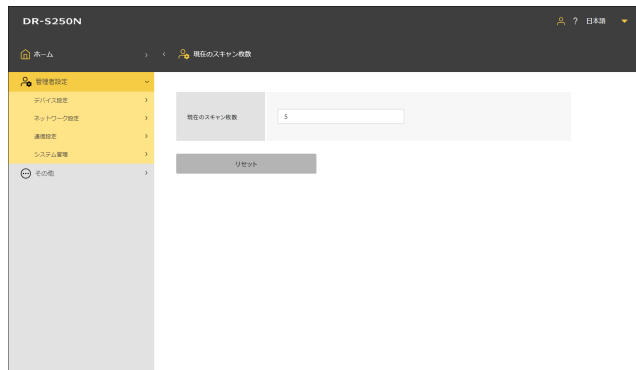 DR-S250N
? 日本語
ホーム
現在のスキャン枚数
管理者設定
デバイス設定
ネットワーク設定
通信設定
システム管理
その他
現在のスキャン枚数
5
リセット